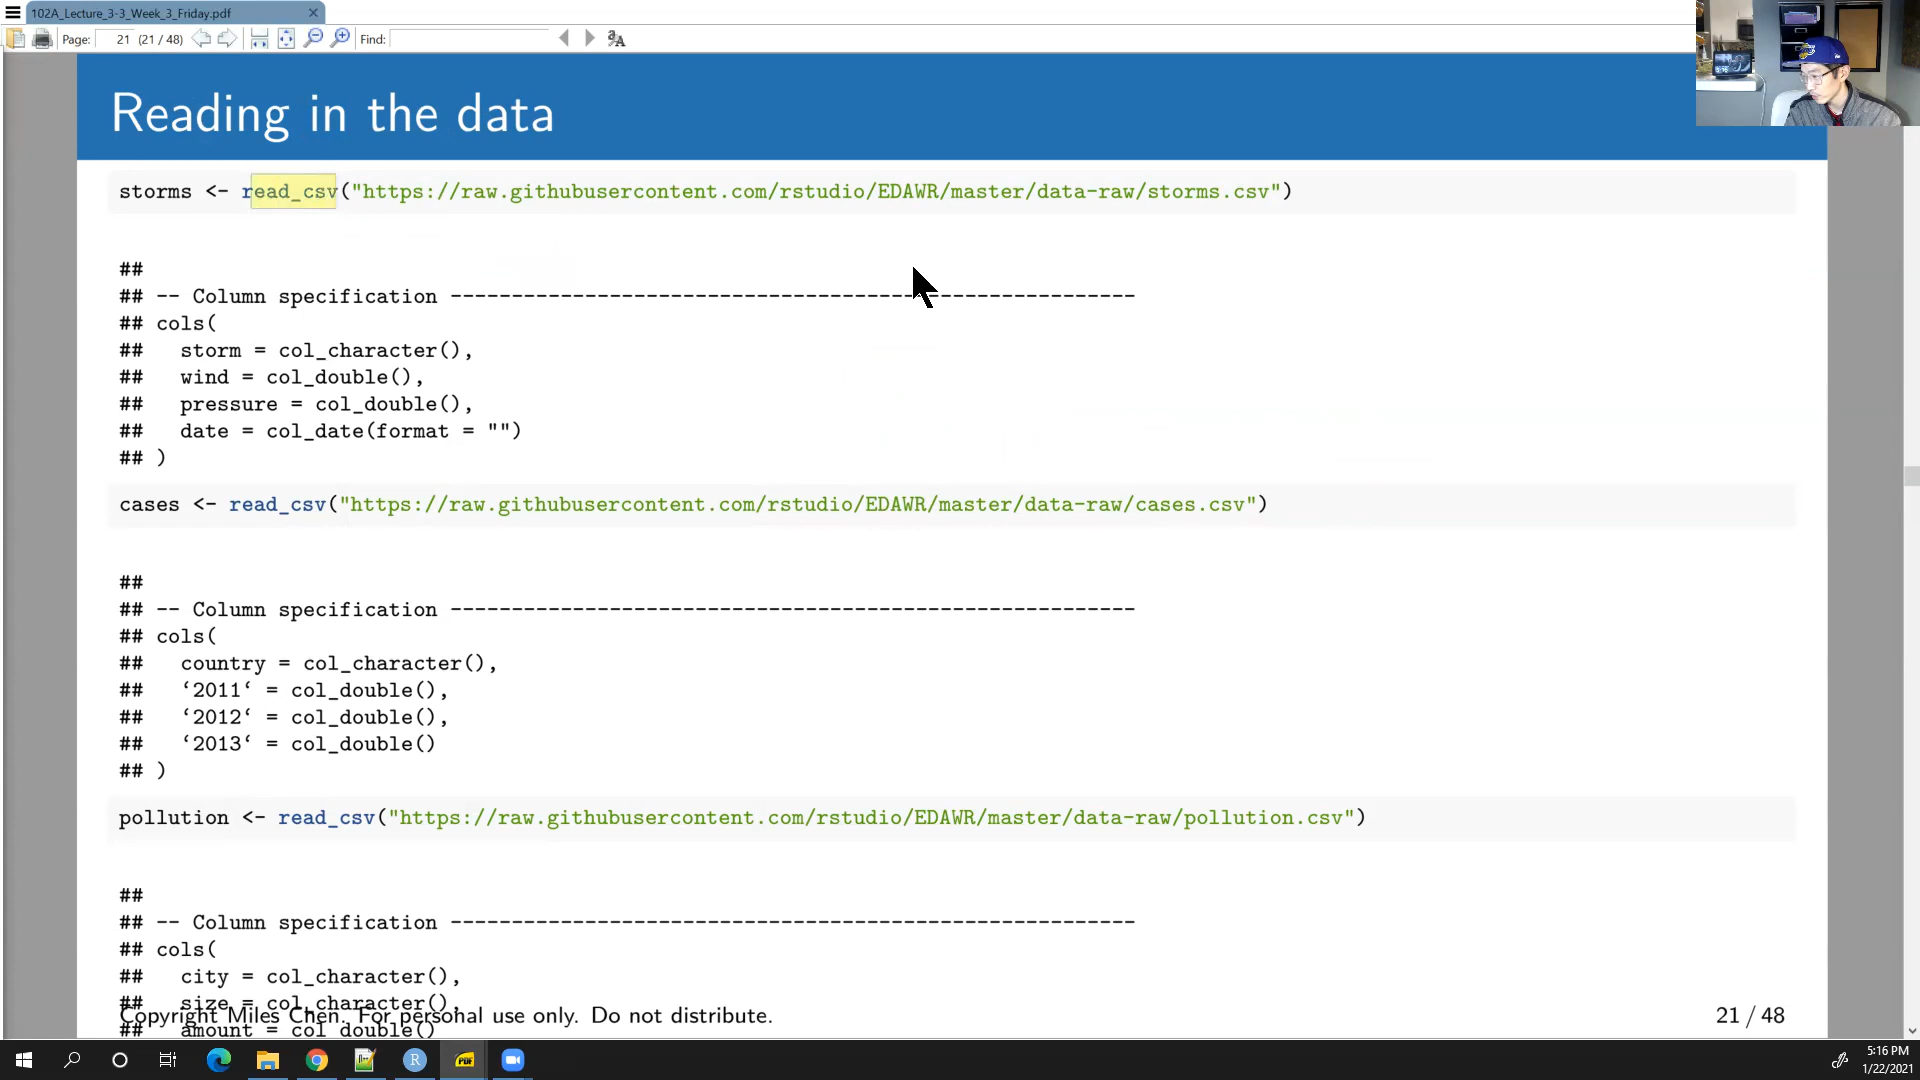 102A_Lecture_3-3_Week_3_Friday.pdf
Page: 21 (21 / 48) Find:
Reading in the data
storms <- read_csv("https://raw.githubusercontent.com/rstudio/EDAWR/master/data-raw/storms.csv")
##
## -- Column specification --------------------------------------------------------
## cols(
##   storm = col_character(),
##   wind = col_double(),
##   pressure = col_double(),
##   date = col_date(format = "")
## )
cases <- read_csv("https://raw.githubusercontent.com/rstudio/EDAWR/master/data-raw/cases.csv")
##
## -- Column specification --------------------------------------------------------
## cols(
##   country = col_character(),
##   ‘2011‘ = col_double(),
##   ‘2012‘ = col_double(),
##   ‘2013‘ = col_double()
## )
pollution <- read_csv("https://raw.githubusercontent.com/rstudio/EDAWR/master/data-raw/pollution.csv")
##
## -- Column specification --------------------------------------------------------
## cols(
##   city = col_character(),
##   size = col_character(),
Copyright Miles Chen. For personal use only. Do not distribute. 21 / 48
##   amount = col_double()
5:16 PM
1/22/2021